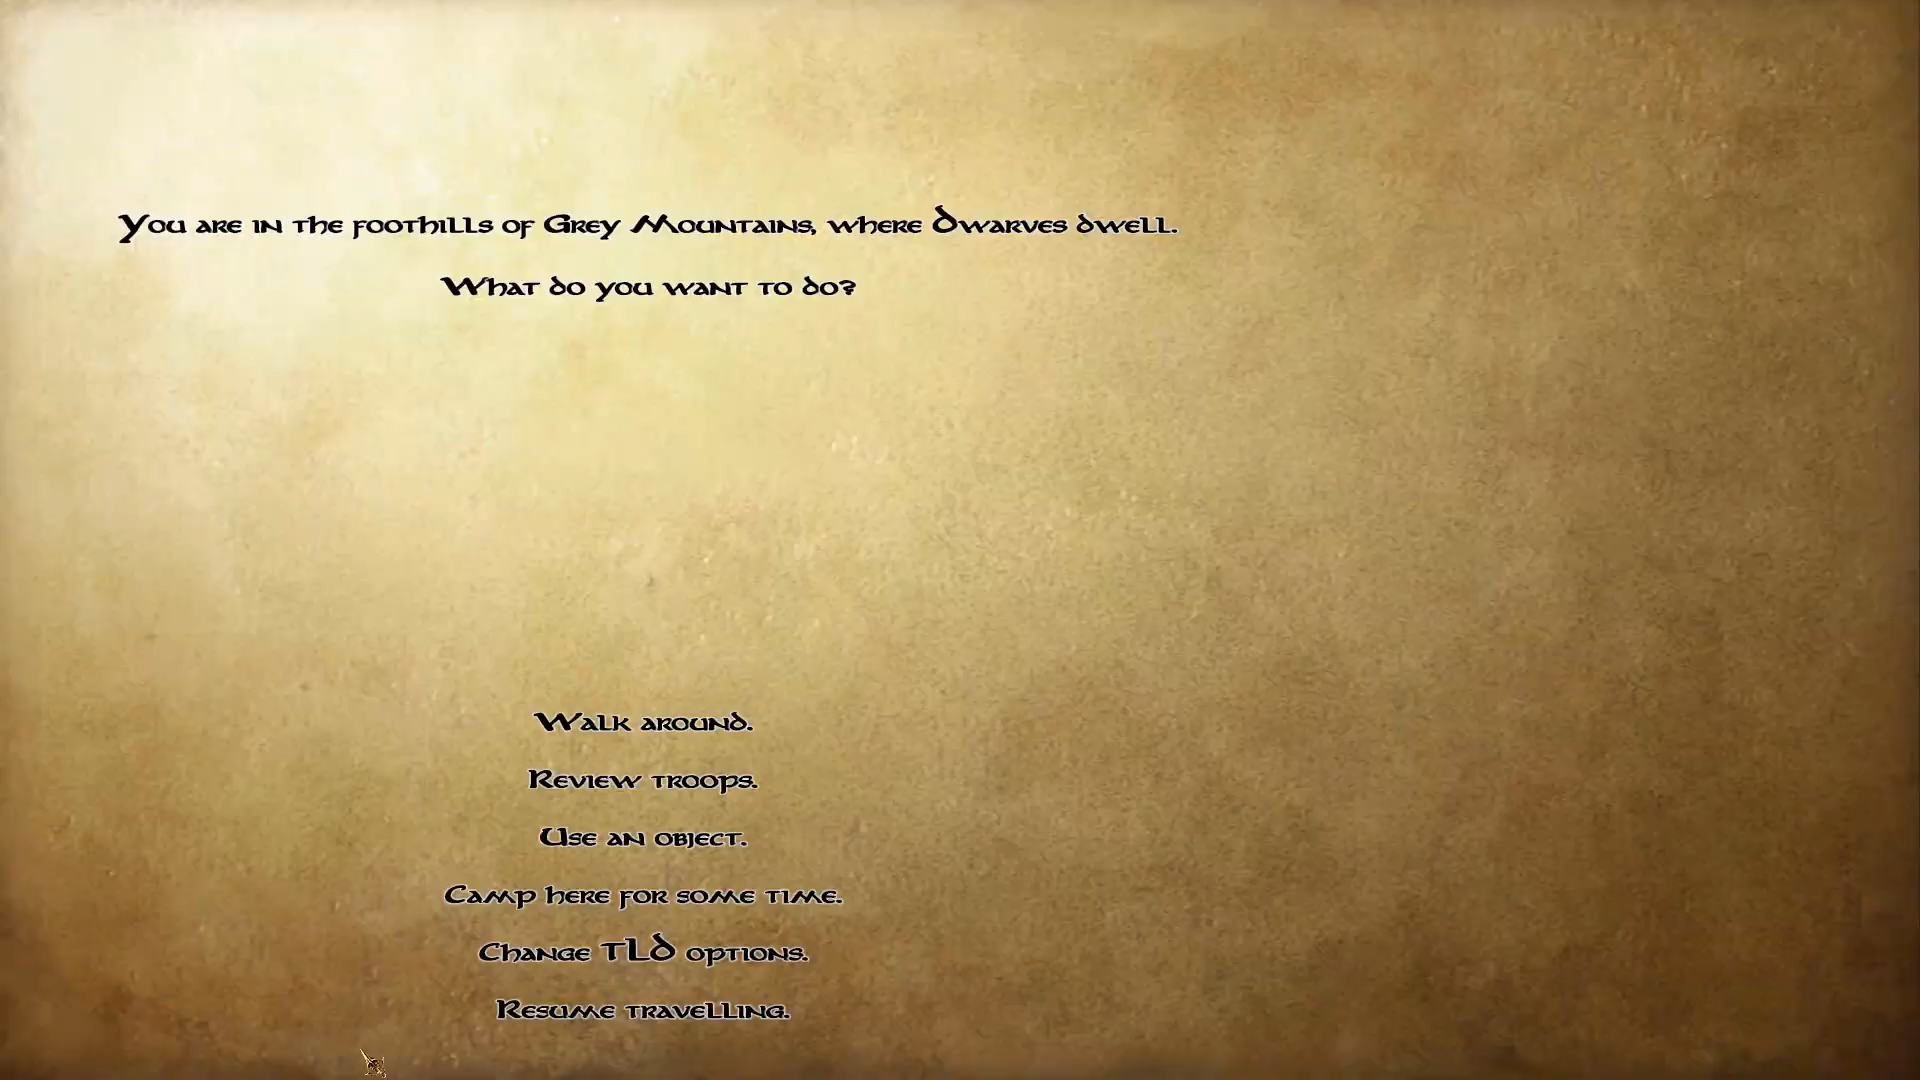 You are in the foothills of Grey Mountains, where Dwarves dwell.
What do you want to do?
Walk around.
Review troops.
Use an object.
Camp here for some time.
Change TLD options.
Resume travelling.